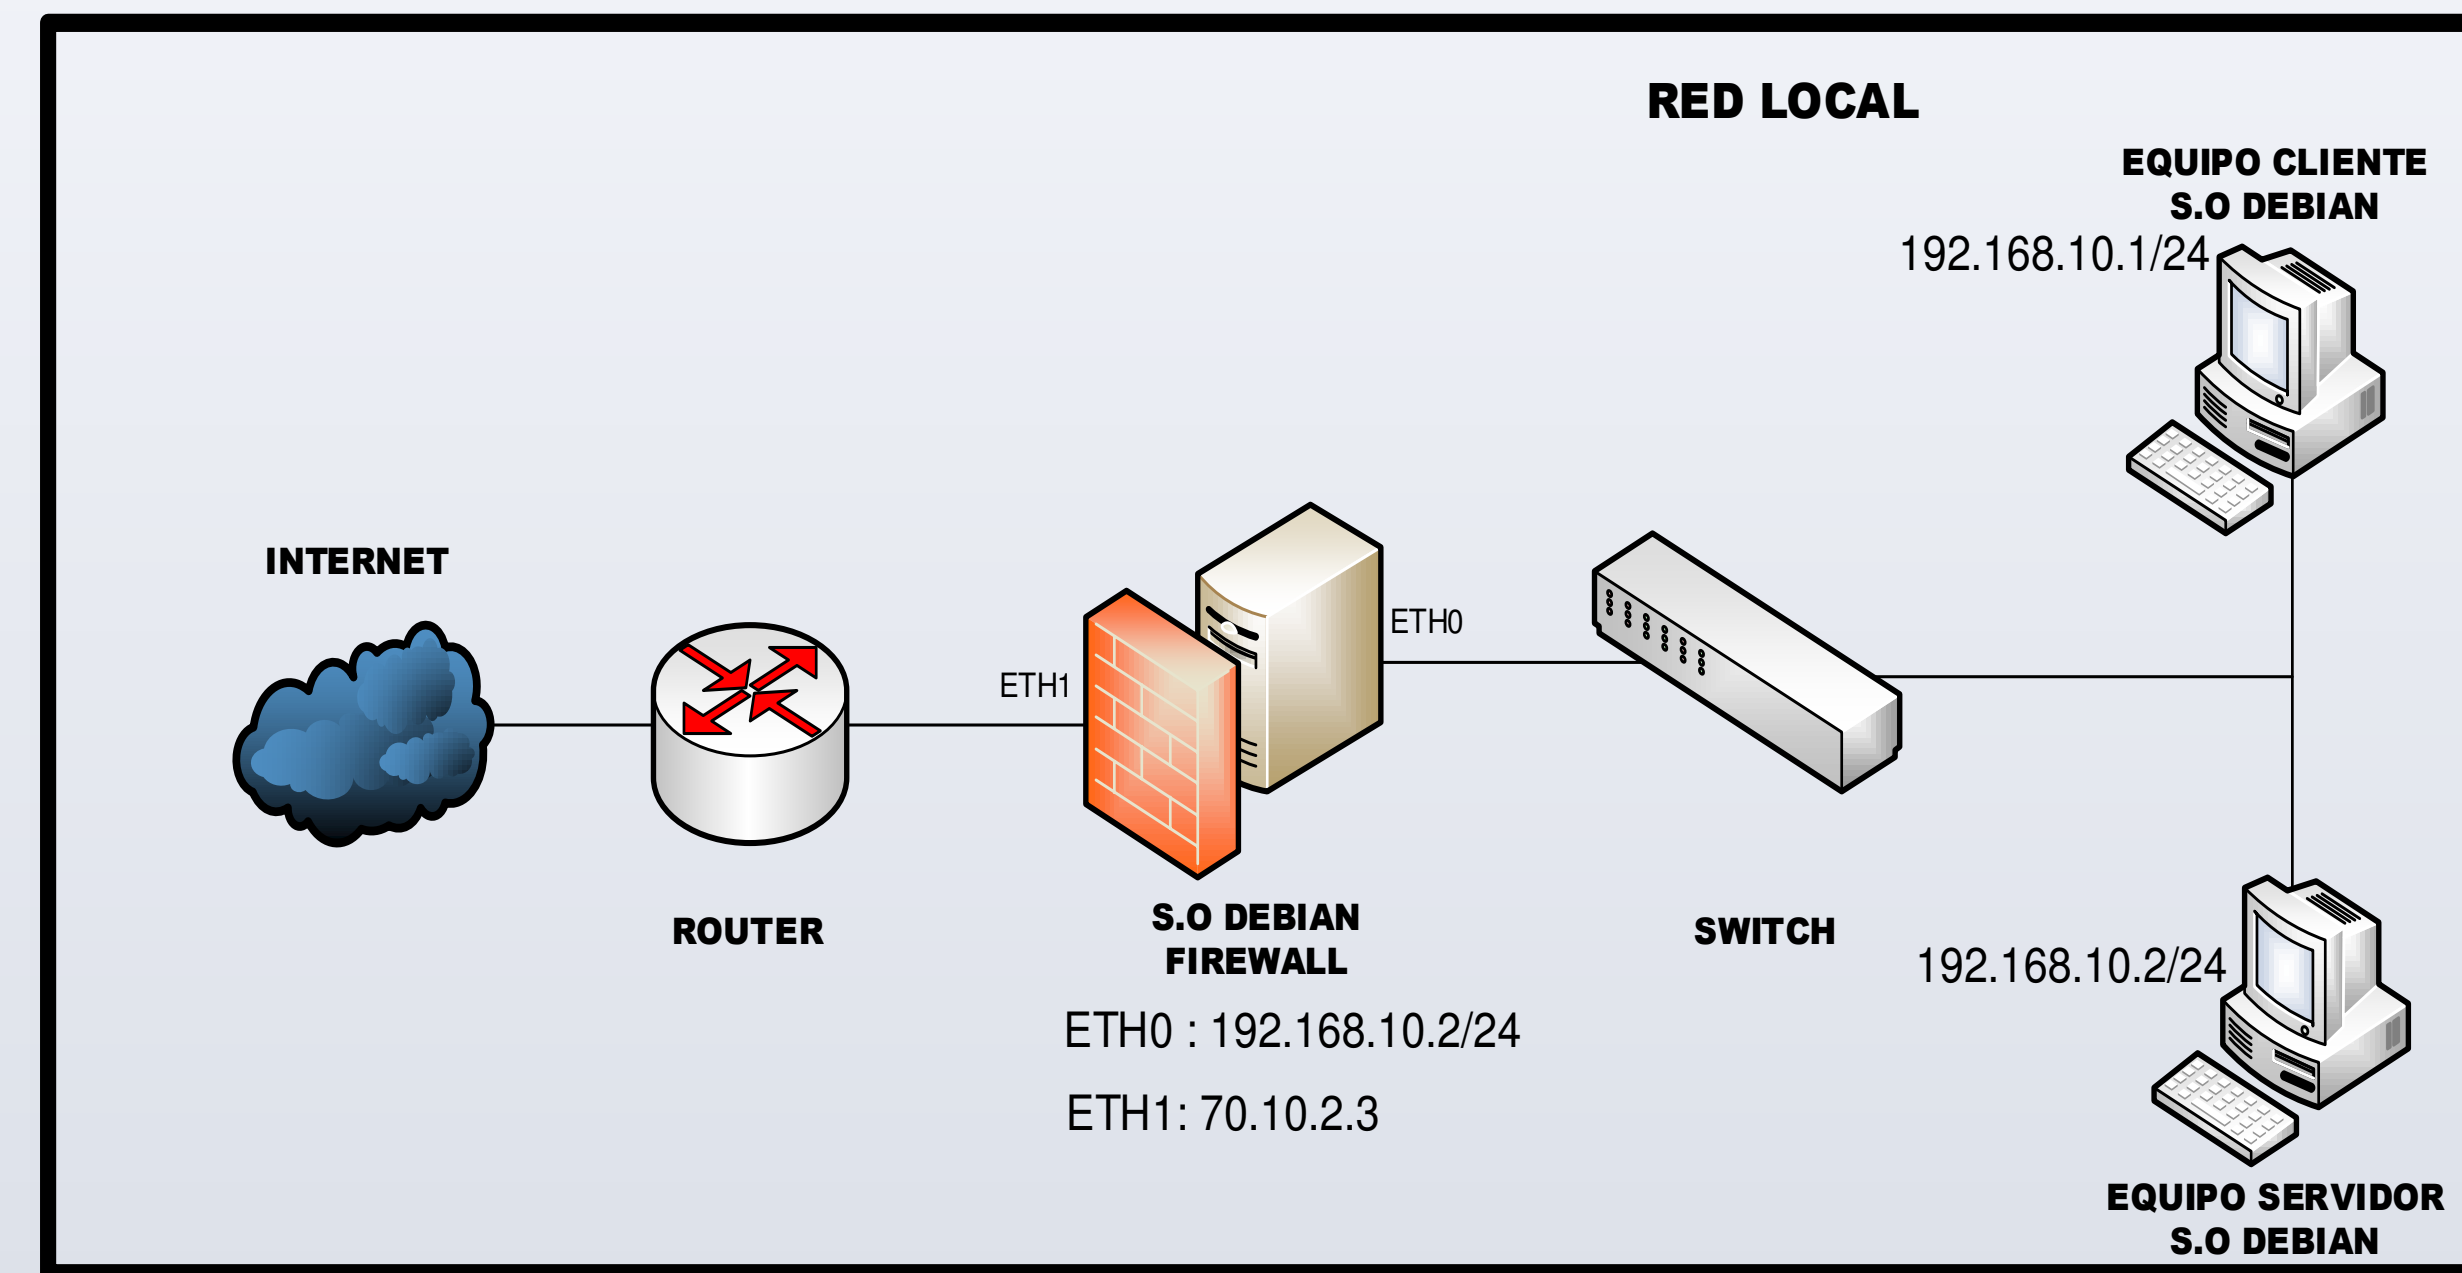 RED LOCAL
EQUIPO CLIENTE
S.O DEBIAN
192.168.10.1/24
INTERNET
ETH0
ETH1
ROUTER
S.O DEBIAN
FIREWALL
SWITCH
192.168.10.2/24
ETH0 : 192.168.10.2/24
ETH1: 70.10.2.3
EQUIPO SERVIDOR
S.O DEBIAN